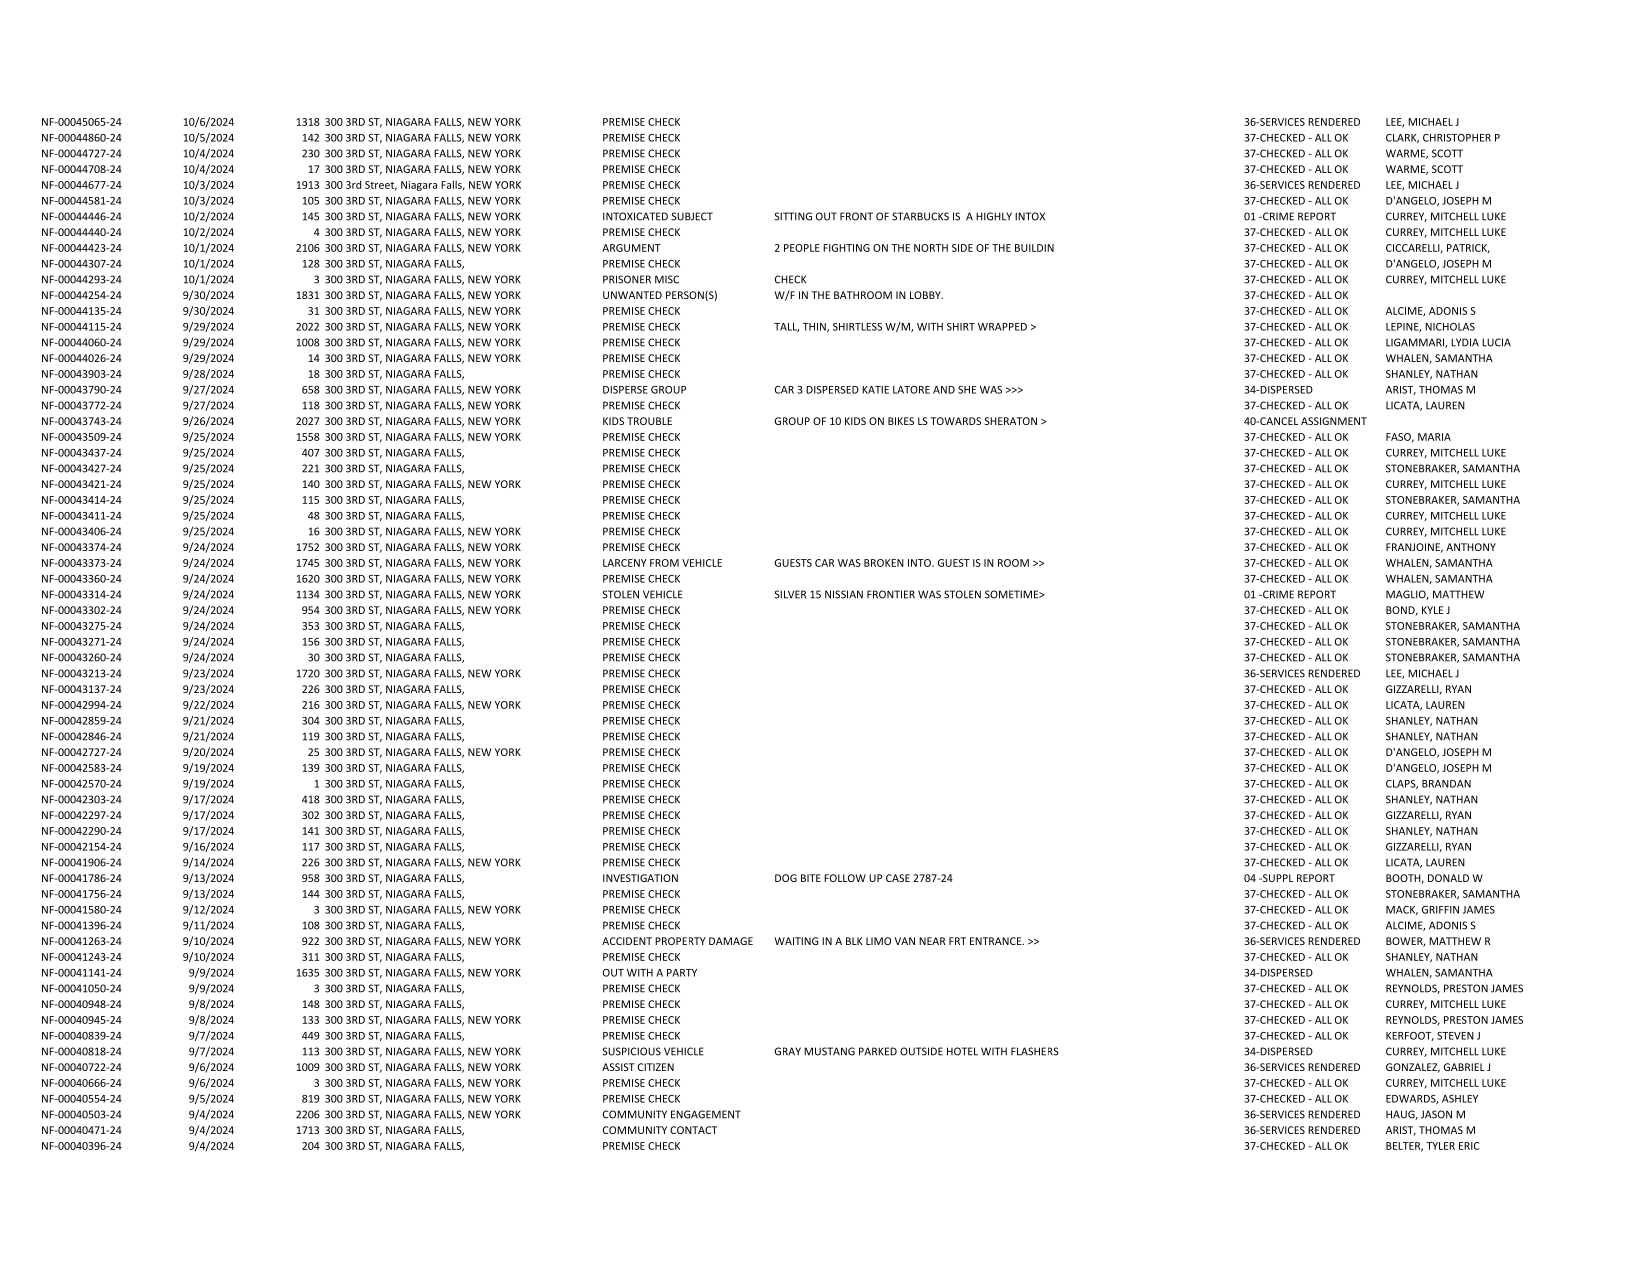 NF-00045065-24 10/6/2024 1318 300 3RD ST, NIAGARA FALLS, NEW YORK PREMISE CHECK 36-SERVICES RENDERED LEE, MICHAEL J
NF-00044860-24 10/5/2024 142 300 3RD ST, NIAGARA FALLS, NEW YORK PREMISE CHECK 37-CHECKED - ALL OK CLARK, CHRISTOPHER P
NF-00044727-24 10/4/2024 230 300 3RD ST, NIAGARA FALLS, NEW YORK PREMISE CHECK 37-CHECKED - ALL OK WARME, SCOTT
NF-00044708-24 10/4/2024 17 300 3RD ST, NIAGARA FALLS, NEW YORK PREMISE CHECK 37-CHECKED - ALL OK WARME, SCOTT
NF-00044677-24 10/3/2024 1913 300 3rd Street, Niagara Falls, NEW YORK PREMISE CHECK 36-SERVICES RENDERED LEE, MICHAEL J
NF-00044581-24 10/3/2024 105 300 3RD ST, NIAGARA FALLS, NEW YORK PREMISE CHECK 37-CHECKED - ALL OK D'ANGELO, JOSEPH M
NF-00044446-24 10/2/2024 145 300 3RD ST, NIAGARA FALLS, NEW YORK INTOXICATED SUBJECT SITTING OUT FRONT OF STARBUCKS IS  A HIGHLY INTOX 01 -CRIME REPORT CURREY, MITCHELL LUKE
NF-00044440-24 10/2/2024 4 300 3RD ST, NIAGARA FALLS, NEW YORK PREMISE CHECK 37-CHECKED - ALL OK CURREY, MITCHELL LUKE
NF-00044423-24 10/1/2024 2106 300 3RD ST, NIAGARA FALLS, NEW YORK ARGUMENT 2 PEOPLE FIGHTING ON THE NORTH SIDE OF THE BUILDIN 37-CHECKED - ALL OK CICCARELLI, PATRICK,
NF-00044307-24 10/1/2024 128 300 3RD ST, NIAGARA FALLS, PREMISE CHECK 37-CHECKED - ALL OK D'ANGELO, JOSEPH M
NF-00044293-24 10/1/2024 3 300 3RD ST, NIAGARA FALLS, NEW YORK PRISONER MISC CHECK 37-CHECKED - ALL OK CURREY, MITCHELL LUKE
NF-00044254-24 9/30/2024 1831 300 3RD ST, NIAGARA FALLS, NEW YORK UNWANTED PERSON(S) W/F IN THE BATHROOM IN LOBBY. 37-CHECKED - ALL OK
NF-00044135-24 9/30/2024 31 300 3RD ST, NIAGARA FALLS, NEW YORK PREMISE CHECK 37-CHECKED - ALL OK ALCIME, ADONIS S
NF-00044115-24 9/29/2024 2022 300 3RD ST, NIAGARA FALLS, NEW YORK PREMISE CHECK TALL, THIN, SHIRTLESS W/M, WITH SHIRT WRAPPED > 37-CHECKED - ALL OK LEPINE, NICHOLAS
NF-00044060-24 9/29/2024 1008 300 3RD ST, NIAGARA FALLS, NEW YORK PREMISE CHECK 37-CHECKED - ALL OK LIGAMMARI, LYDIA LUCIA
NF-00044026-24 9/29/2024 14 300 3RD ST, NIAGARA FALLS, NEW YORK PREMISE CHECK 37-CHECKED - ALL OK WHALEN, SAMANTHA
NF-00043903-24 9/28/2024 18 300 3RD ST, NIAGARA FALLS, PREMISE CHECK 37-CHECKED - ALL OK SHANLEY, NATHAN
NF-00043790-24 9/27/2024 658 300 3RD ST, NIAGARA FALLS, NEW YORK DISPERSE GROUP CAR 3 DISPERSED KATIE LATORE AND SHE WAS >>> 34-DISPERSED ARIST, THOMAS M
NF-00043772-24 9/27/2024 118 300 3RD ST, NIAGARA FALLS, NEW YORK PREMISE CHECK 37-CHECKED - ALL OK LICATA, LAUREN
NF-00043743-24 9/26/2024 2027 300 3RD ST, NIAGARA FALLS, NEW YORK KIDS TROUBLE GROUP OF 10 KIDS ON BIKES LS TOWARDS SHERATON > 40-CANCEL ASSIGNMENT
NF-00043509-24 9/25/2024 1558 300 3RD ST, NIAGARA FALLS, NEW YORK PREMISE CHECK 37-CHECKED - ALL OK FASO, MARIA
NF-00043437-24 9/25/2024 407 300 3RD ST, NIAGARA FALLS, PREMISE CHECK 37-CHECKED - ALL OK CURREY, MITCHELL LUKE
NF-00043427-24 9/25/2024 221 300 3RD ST, NIAGARA FALLS, PREMISE CHECK 37-CHECKED - ALL OK STONEBRAKER, SAMANTHA
NF-00043421-24 9/25/2024 140 300 3RD ST, NIAGARA FALLS, NEW YORK PREMISE CHECK 37-CHECKED - ALL OK CURREY, MITCHELL LUKE
NF-00043414-24 9/25/2024 115 300 3RD ST, NIAGARA FALLS, PREMISE CHECK 37-CHECKED - ALL OK STONEBRAKER, SAMANTHA
NF-00043411-24 9/25/2024 48 300 3RD ST, NIAGARA FALLS, PREMISE CHECK 37-CHECKED - ALL OK CURREY, MITCHELL LUKE
NF-00043406-24 9/25/2024 16 300 3RD ST, NIAGARA FALLS, NEW YORK PREMISE CHECK 37-CHECKED - ALL OK CURREY, MITCHELL LUKE
NF-00043374-24 9/24/2024 1752 300 3RD ST, NIAGARA FALLS, NEW YORK PREMISE CHECK 37-CHECKED - ALL OK FRANJOINE, ANTHONY
NF-00043373-24 9/24/2024 1745 300 3RD ST, NIAGARA FALLS, NEW YORK LARCENY FROM VEHICLE GUESTS CAR WAS BROKEN INTO. GUEST IS IN ROOM >> 37-CHECKED - ALL OK WHALEN, SAMANTHA
NF-00043360-24 9/24/2024 1620 300 3RD ST, NIAGARA FALLS, NEW YORK PREMISE CHECK 37-CHECKED - ALL OK WHALEN, SAMANTHA
NF-00043314-24 9/24/2024 1134 300 3RD ST, NIAGARA FALLS, NEW YORK STOLEN VEHICLE SILVER 15 NISSIAN FRONTIER WAS STOLEN SOMETIME> 01 -CRIME REPORT MAGLIO, MATTHEW
NF-00043302-24 9/24/2024 954 300 3RD ST, NIAGARA FALLS, NEW YORK PREMISE CHECK 37-CHECKED - ALL OK BOND, KYLE J
NF-00043275-24 9/24/2024 353 300 3RD ST, NIAGARA FALLS, PREMISE CHECK 37-CHECKED - ALL OK STONEBRAKER, SAMANTHA
NF-00043271-24 9/24/2024 156 300 3RD ST, NIAGARA FALLS, PREMISE CHECK 37-CHECKED - ALL OK STONEBRAKER, SAMANTHA
NF-00043260-24 9/24/2024 30 300 3RD ST, NIAGARA FALLS, PREMISE CHECK 37-CHECKED - ALL OK STONEBRAKER, SAMANTHA
NF-00043213-24 9/23/2024 1720 300 3RD ST, NIAGARA FALLS, NEW YORK PREMISE CHECK 36-SERVICES RENDERED LEE, MICHAEL J
NF-00043137-24 9/23/2024 226 300 3RD ST, NIAGARA FALLS, PREMISE CHECK 37-CHECKED - ALL OK GIZZARELLI, RYAN
NF-00042994-24 9/22/2024 216 300 3RD ST, NIAGARA FALLS, NEW YORK PREMISE CHECK 37-CHECKED - ALL OK LICATA, LAUREN
NF-00042859-24 9/21/2024 304 300 3RD ST, NIAGARA FALLS, PREMISE CHECK 37-CHECKED - ALL OK SHANLEY, NATHAN
NF-00042846-24 9/21/2024 119 300 3RD ST, NIAGARA FALLS, PREMISE CHECK 37-CHECKED - ALL OK SHANLEY, NATHAN
NF-00042727-24 9/20/2024 25 300 3RD ST, NIAGARA FALLS, NEW YORK PREMISE CHECK 37-CHECKED - ALL OK D'ANGELO, JOSEPH M
NF-00042583-24 9/19/2024 139 300 3RD ST, NIAGARA FALLS, PREMISE CHECK 37-CHECKED - ALL OK D'ANGELO, JOSEPH M
NF-00042570-24 9/19/2024 1 300 3RD ST, NIAGARA FALLS, PREMISE CHECK 37-CHECKED - ALL OK CLAPS, BRANDAN
NF-00042303-24 9/17/2024 418 300 3RD ST, NIAGARA FALLS, PREMISE CHECK 37-CHECKED - ALL OK SHANLEY, NATHAN
NF-00042297-24 9/17/2024 302 300 3RD ST, NIAGARA FALLS, PREMISE CHECK 37-CHECKED - ALL OK GIZZARELLI, RYAN
NF-00042290-24 9/17/2024 141 300 3RD ST, NIAGARA FALLS, PREMISE CHECK 37-CHECKED - ALL OK SHANLEY, NATHAN
NF-00042154-24 9/16/2024 117 300 3RD ST, NIAGARA FALLS, PREMISE CHECK 37-CHECKED - ALL OK GIZZARELLI, RYAN
NF-00041906-24 9/14/2024 226 300 3RD ST, NIAGARA FALLS, NEW YORK PREMISE CHECK 37-CHECKED - ALL OK LICATA, LAUREN
NF-00041786-24 9/13/2024 958 300 3RD ST, NIAGARA FALLS, NEW YORK INVESTIGATION DOG BITE FOLLOW UP CASE 2787-24 04 -SUPPL REPORT BOOTH, DONALD W
NF-00041756-24 9/13/2024 144 300 3RD ST, NIAGARA FALLS, NEW YORK PREMISE CHECK 37-CHECKED - ALL OK STONEBRAKER, SAMANTHA
NF-00041580-24 9/12/2024 3 300 3RD ST, NIAGARA FALLS, NEW YORK PREMISE CHECK 37-CHECKED - ALL OK MACK, GRIFFIN JAMES
NF-00041396-24 9/11/2024 108 300 3RD ST, NIAGARA FALLS, PREMISE CHECK 37-CHECKED - ALL OK ALCIME, ADONIS S
NF-00041263-24 9/10/2024 922 300 3RD ST, NIAGARA FALLS, NEW YORK ACCIDENT PROPERTY DAMAGE WAITING IN A BLK LIMO VAN NEAR FRT ENTRANCE. >> 36-SERVICES RENDERED BOWER, MATTHEW R
NF-00041243-24 9/10/2024 311 300 3RD ST, NIAGARA FALLS, PREMISE CHECK 37-CHECKED - ALL OK SHANLEY, NATHAN
NF-00041141-24 9/9/2024 1635 300 3RD ST, NIAGARA FALLS, NEW YORK OUT WITH A PARTY 34-DISPERSED WHALEN, SAMANTHA
NF-00041050-24 9/9/2024 3 300 3RD ST, NIAGARA FALLS, PREMISE CHECK 37-CHECKED - ALL OK REYNOLDS, PRESTON JAMES
NF-00040948-24 9/8/2024 148 300 3RD ST, NIAGARA FALLS, PREMISE CHECK 37-CHECKED - ALL OK CURREY, MITCHELL LUKE
NF-00040945-24 9/8/2024 133 300 3RD ST, NIAGARA FALLS, NEW YORK PREMISE CHECK 37-CHECKED - ALL OK REYNOLDS, PRESTON JAMES
NF-00040839-24 9/7/2024 449 300 3RD ST, NIAGARA FALLS, PREMISE CHECK 37-CHECKED - ALL OK KERFOOT, STEVEN J
NF-00040818-24 9/7/2024 113 300 3RD ST, NIAGARA FALLS, NEW YORK SUSPICIOUS VEHICLE GRAY MUSTANG PARKED OUTSIDE HOTEL WITH FLASHERS 34-DISPERSED CURREY, MITCHELL LUKE
NF-00040722-24 9/6/2024 1009 300 3RD ST, NIAGARA FALLS, NEW YORK ASSIST CITIZEN 36-SERVICES RENDERED GONZALEZ, GABRIEL J
NF-00040666-24 9/6/2024 3 300 3RD ST, NIAGARA FALLS, NEW YORK PREMISE CHECK 37-CHECKED - ALL OK CURREY, MITCHELL LUKE
NF-00040554-24 9/5/2024 819 300 3RD ST, NIAGARA FALLS, NEW YORK PREMISE CHECK 37-CHECKED - ALL OK EDWARDS, ASHLEY
NF-00040503-24 9/4/2024 2206 300 3RD ST, NIAGARA FALLS, NEW YORK COMMUNITY ENGAGEMENT 36-SERVICES RENDERED HAUG, JASON M
NF-00040471-24 9/4/2024 1713 300 3RD ST, NIAGARA FALLS, COMMUNITY CONTACT 36-SERVICES RENDERED ARIST, THOMAS M
NF-00040396-24 9/4/2024 204 300 3RD ST, NIAGARA FALLS, PREMISE CHECK 37-CHECKED - ALL OK BELTER, TYLER ERIC